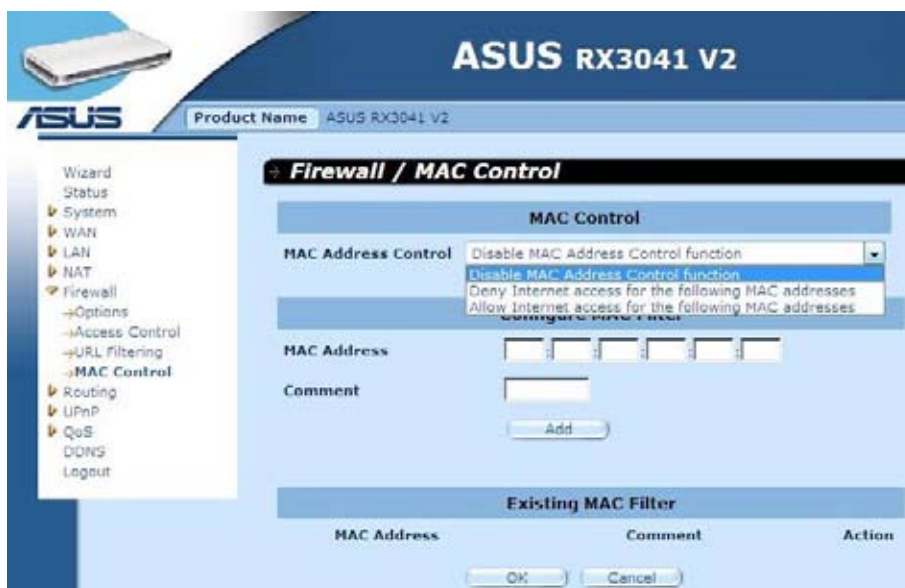 ASUS RX3041 V2
ASUS
Product Name ASUS RX3041 V2
Wizard
Status
System
WAN
LAN
NAT
Firewall
Options
Access Control
URL Filtering
MAC Control
Routing
UPnP
QoS
DDNS
Logout
Firewall / MAC Control
MAC Control
MAC Address Control Disable MAC Address Control function
Disable MAC Address Control function
Deny Internet access for the following MAC addresses
Allow Internet access for the following MAC addresses
Configure MAC Filter
MAC Address : : : : :
Comment
Add
Existing MAC Filter
MAC Address Comment Action
OK Cancel